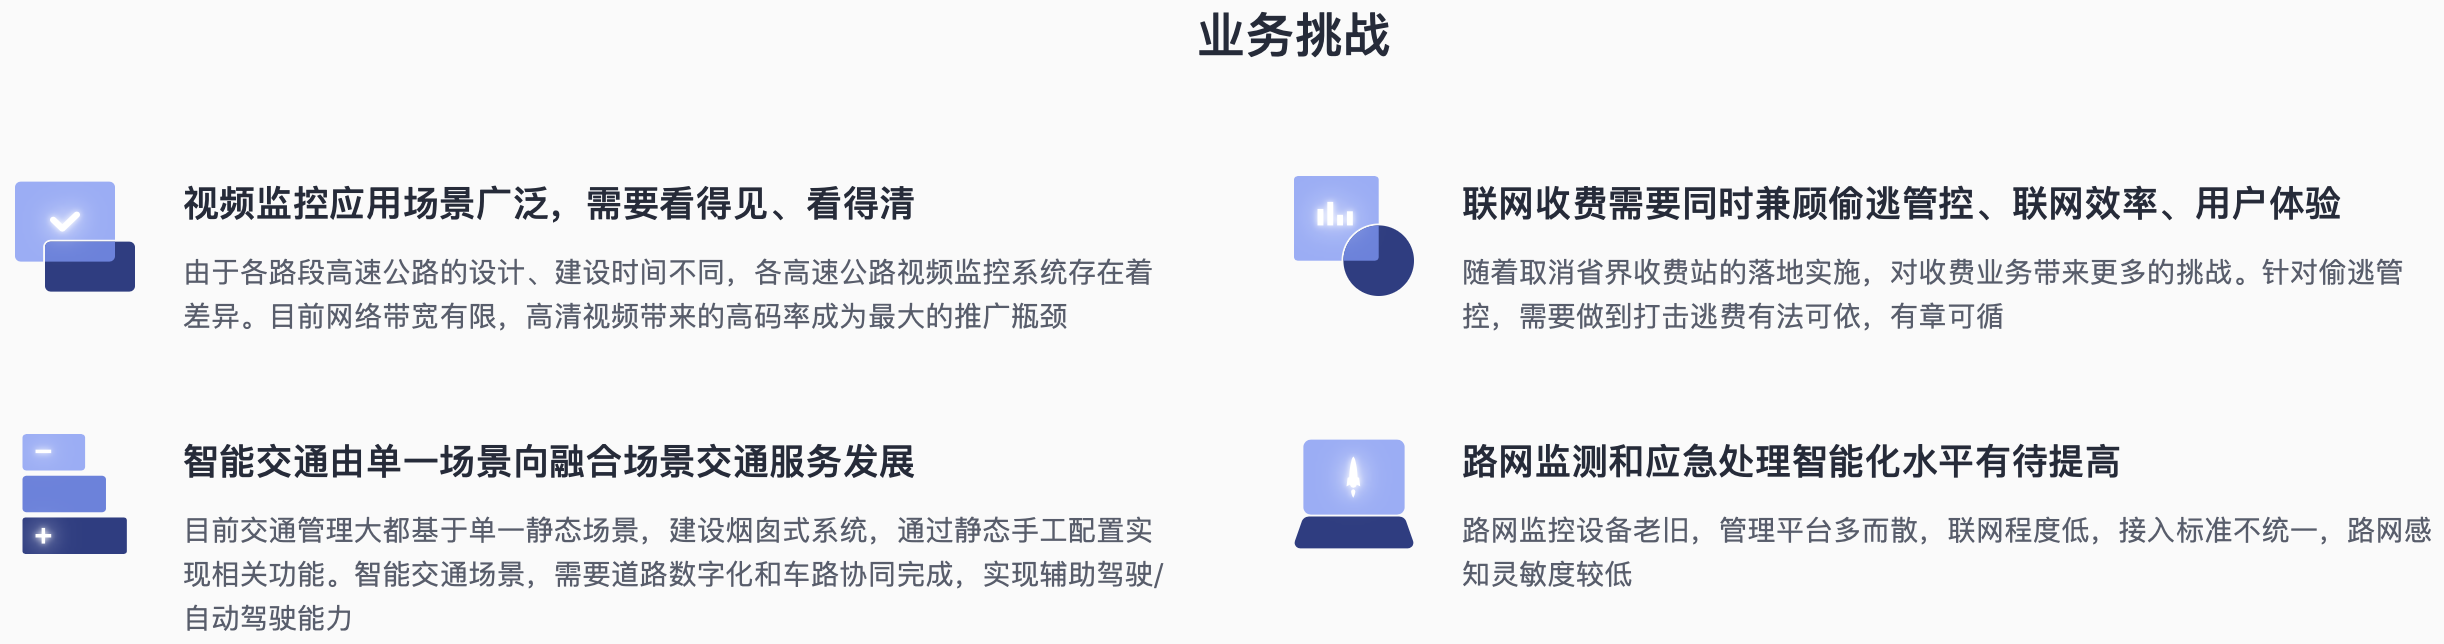 业务挑战
视频监控应用场景广泛，需要看得见、看得清
由于各路段高速公路的设计、建设时间不同，各高速公路视频监控系统存在着
差异。目前网络带宽有限，高清视频带来的高码率成为最大的推广瓶颈
联网收费需要同时兼顾偷逃管控、联网效率、用户体验
随着取消省界收费站的落地实施，对收费业务带来更多的挑战。针对偷逃管
控，需要做到打击逃费有法可依，有章可循
智能交通由单一场景向融合场景交通服务发展
目前交通管理大都基于单一静态场景，建设烟囱式系统，通过静态手工配置实
现相关功能。智能交通场景，需要道路数字化和车路协同完成，实现辅助驾驶/
自动驾驶能力
路网监测和应急处理智能化水平有待提高
路网监控设备老旧，管理平台多而散，联网程度低，接入标准不统一，路网感
知灵敏度较低